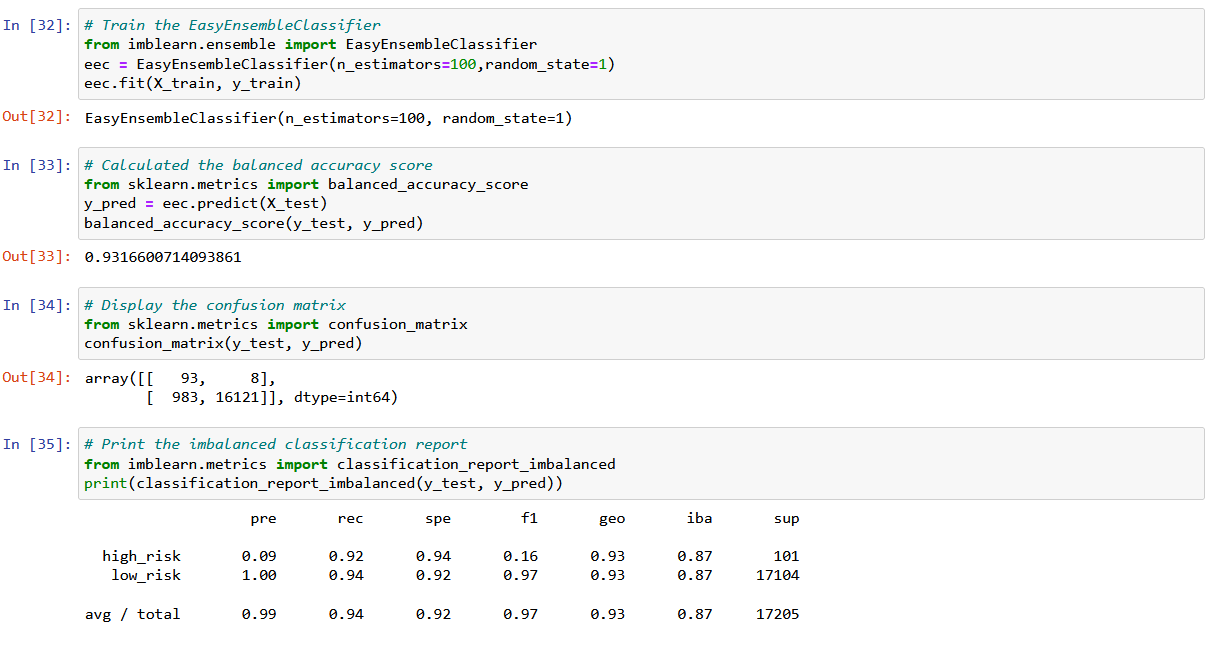 In [32]: # Train the EasyEnsembleClassifier
from imblearn.ensemble import EasyEnsembleClassifier
eec = EasyEnsembleClassifier(n_estimators=100,random_state=1)
eec.fit(X_train, y_train)
Out[32]: EasyEnsembleClassifier(n_estimators=100, random_state=1)
In [33]: # Calculated the balanced accuracy score
from sklearn.metrics import balanced_accuracy_score
y_pred = eec.predict(X_test)
balanced_accuracy_score(y_test, y_pred)
Out[33]: 0.9316600714093861
In [34]: # Display the confusion matrix
from sklearn.metrics import confusion_matrix
confusion_matrix(y_test, y_pred)
Out[34]: array([[   93,     8],
[  983, 16121]], dtype=int64)
In [35]: # Print the imbalanced classification report
from imblearn.metrics import classification_report_imbalanced
print(classification_report_imbalanced(y_test, y_pred))
pre rec spe f1 geo iba sup
high_risk 0.09 0.92 0.94 0.16 0.93 0.87 101
low_risk 1.00 0.94 0.92 0.97 0.93 0.87 17104
avg / total 0.99 0.94 0.92 0.97 0.93 0.87 17205